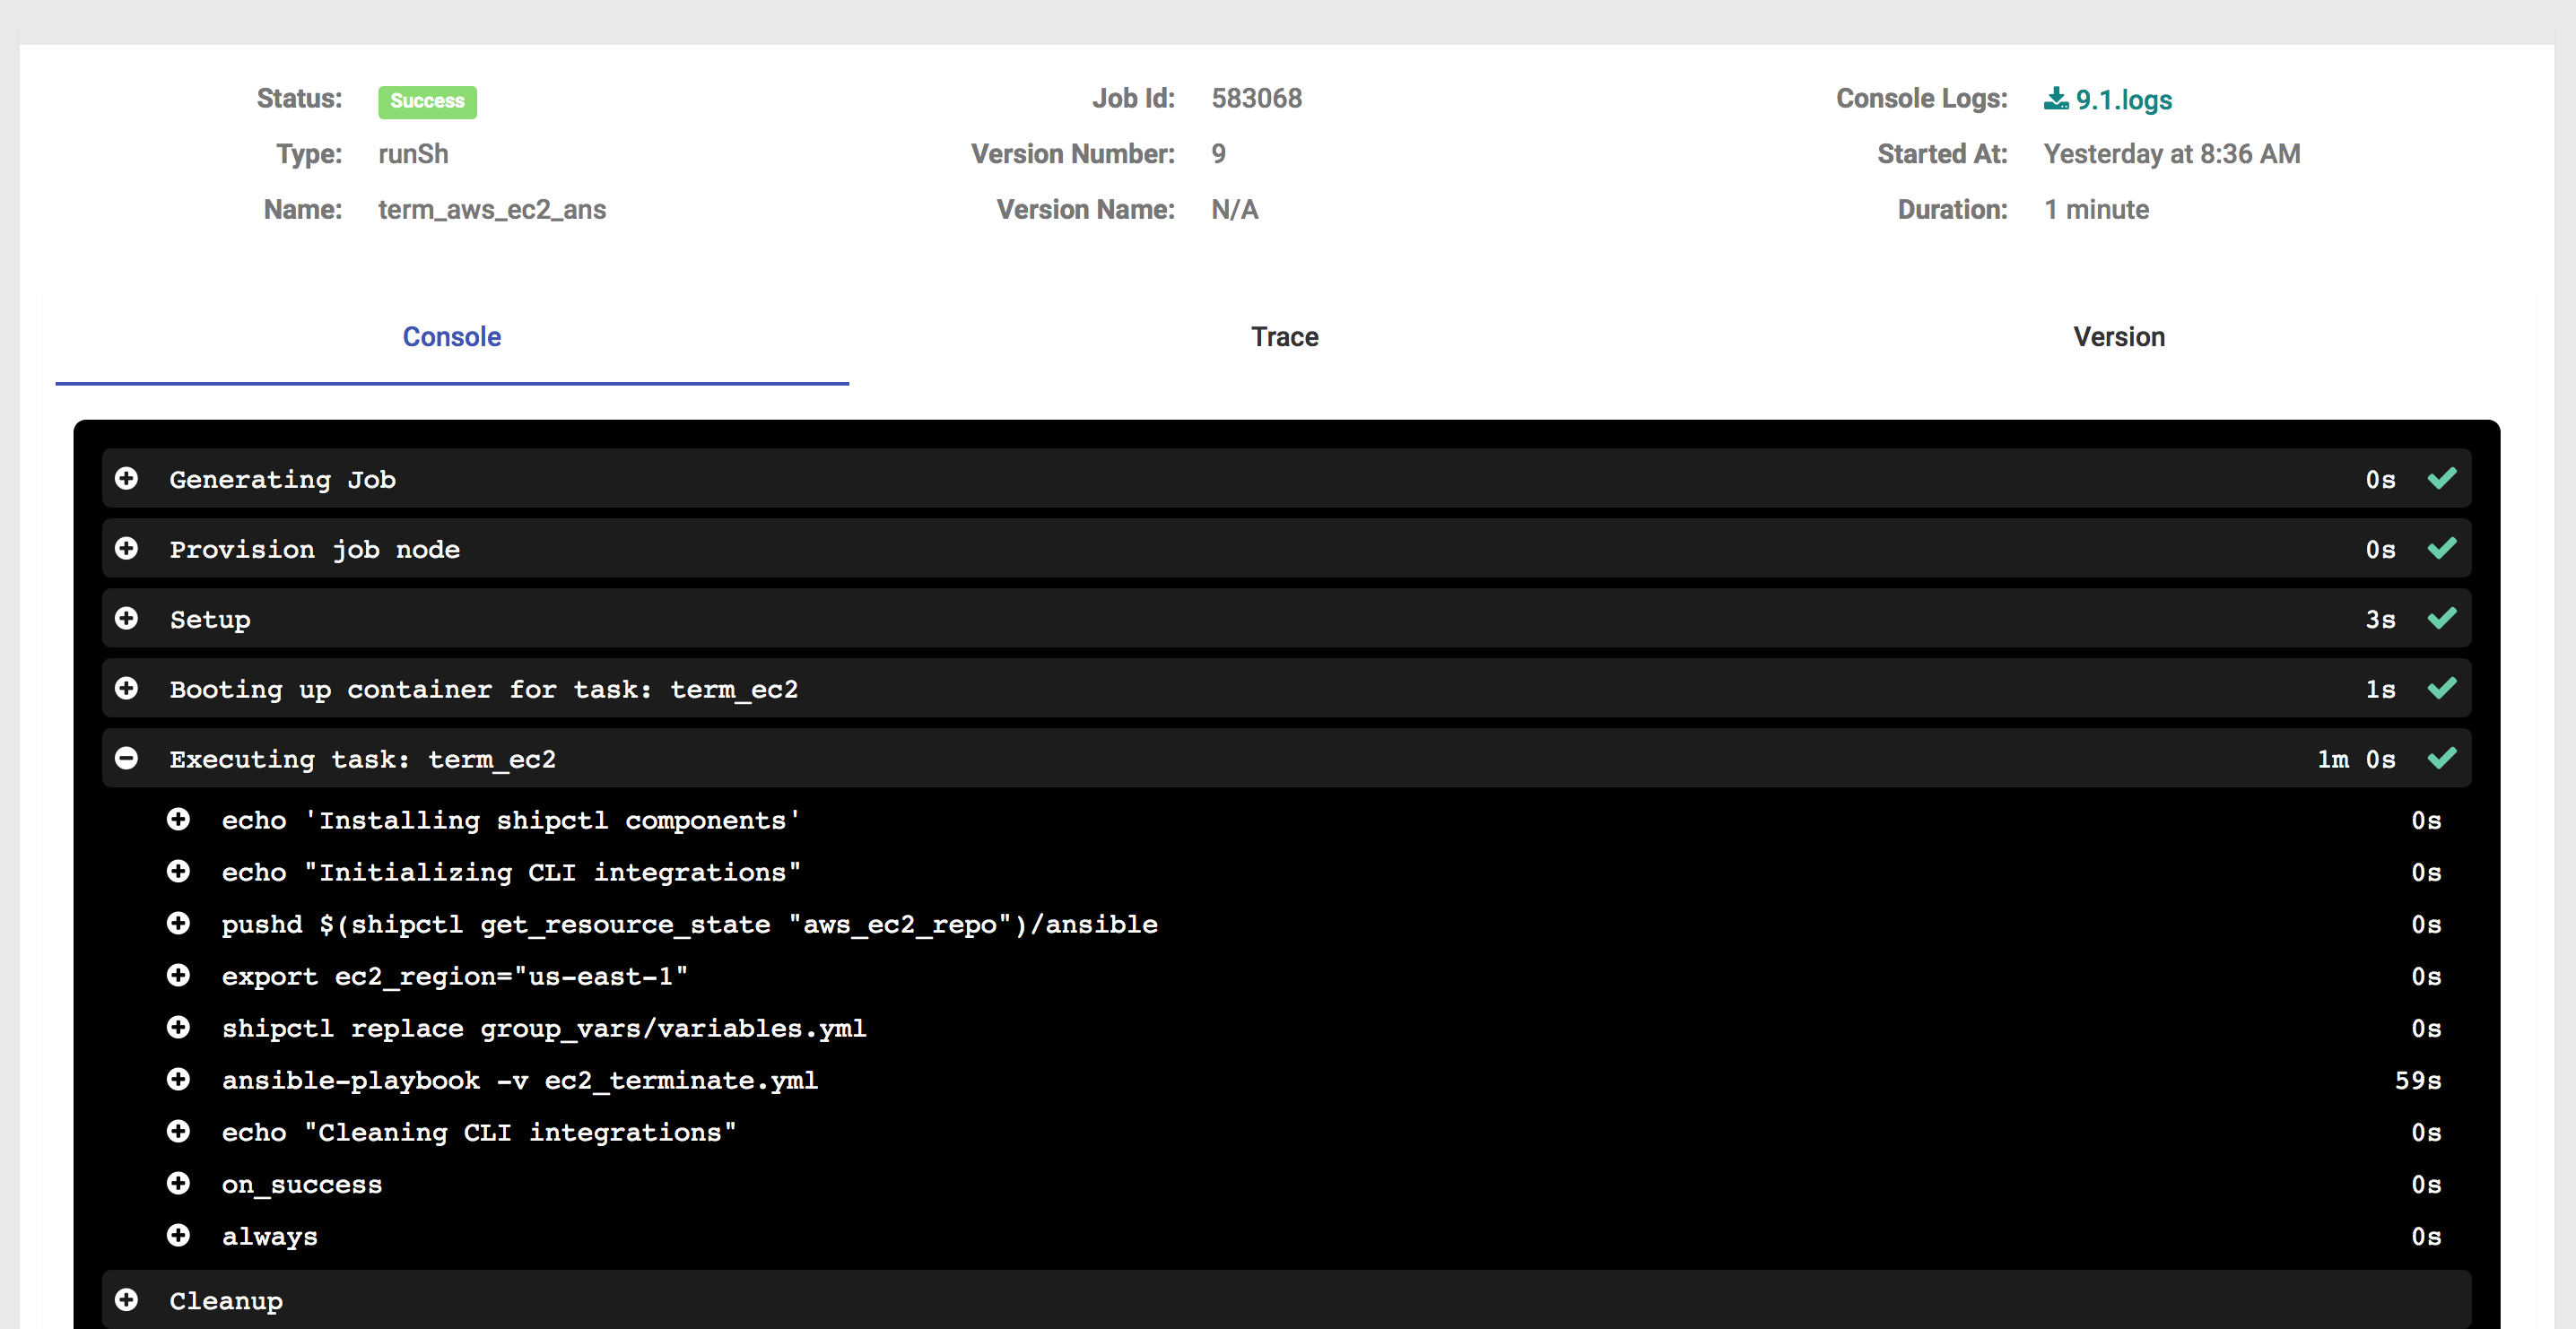 Status: Success Job Id: 583068 Console Logs: 9.1.logs
Type: runSh Version Number: 9 Started At: Yesterday at 8:36 AM
Name: term_aws_ec2_ans Version Name: N/A Duration: 1 minute
Console Trace Version
Generating Job 0s
Provision job node 0s
Setup 3s
Booting up container for task: term_ec2 1s
Executing task: term_ec2 1m 0s
echo 'Installing shipctl components' 0s
echo "Initializing CLI integrations" 0s
pushd $(shipctl get_resource_state "aws_ec2_repo")/ansible 0s
export ec2_region="us-east-1" 0s
shipctl replace group_vars/variables.yml 0s
ansible-playbook -v ec2_terminate.yml 59s
echo "Cleaning CLI integrations" 0s
on_success 0s
always 0s
Cleanup